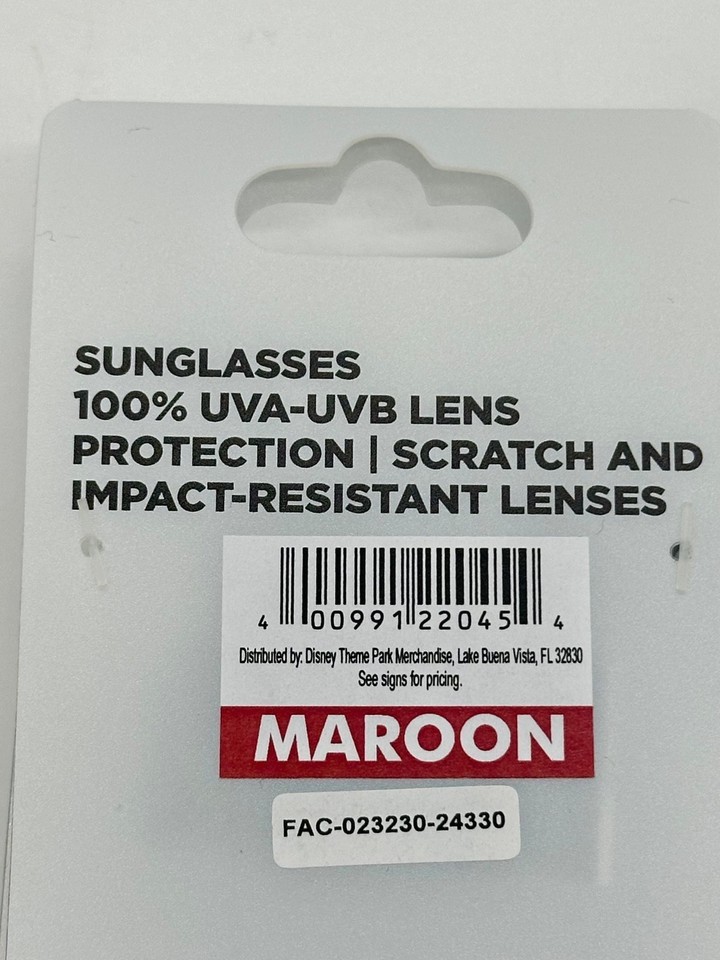 SUNGLASSES
100% UVA-UVB LENS
PROTECTION | SCRATCH AND
IMPACT-RESISTANT LENSES
4 00991 22045 4
Distributed by: Disney Theme Park Merchandise, Lake Buena Vista, FL 32830
See signs for pricing.
MAROON
FAC-023230-24330